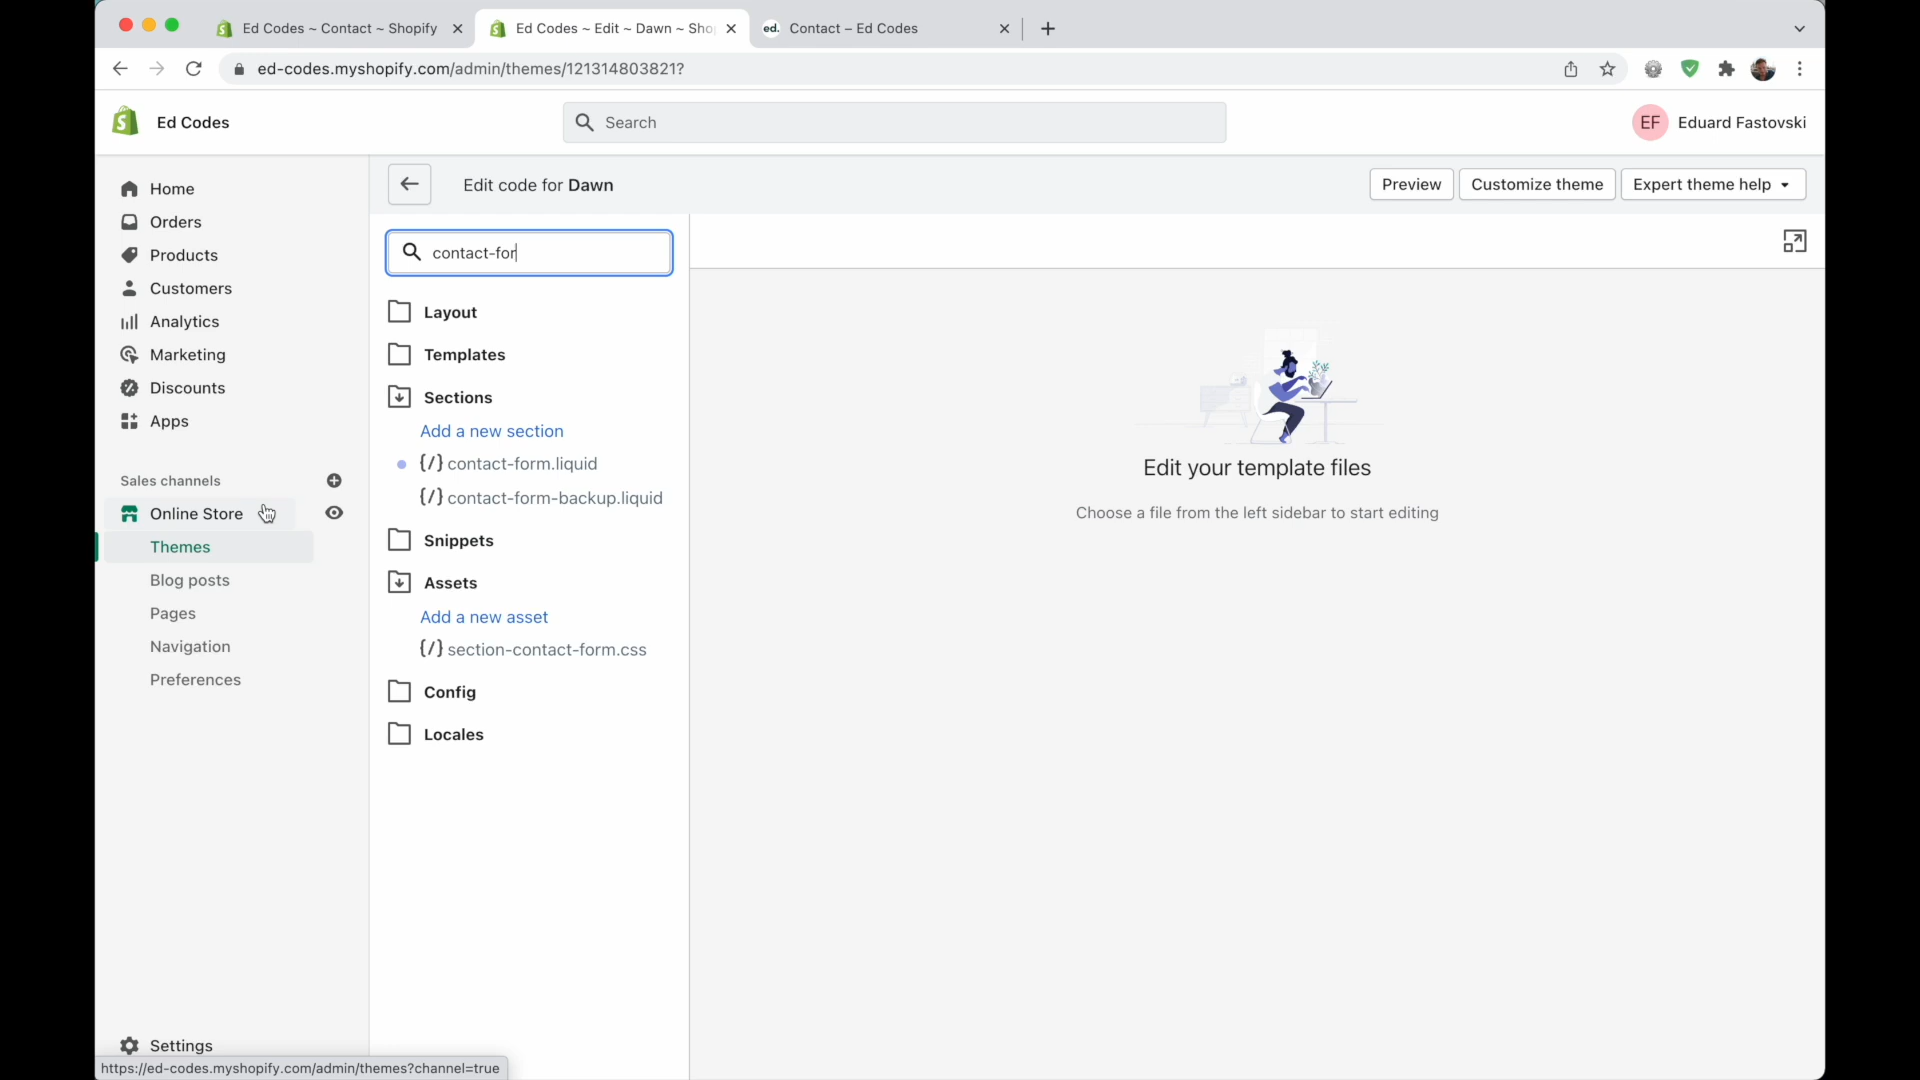 Ed Codes ~ Contact ~ Shopify
Ed Codes ~ Edit ~ Dawn ~ Sho
ed. Contact – Ed Codes
ed-codes.myshopify.com/admin/themes/121314803821?
Ed Codes
Search
EF Eduard Fastovski
Home
Orders
Products
Customers
Analytics
Marketing
Discounts
Apps
Sales channels
Online Store
Themes
Blog posts
Pages
Navigation
Preferences
Settings
https://ed-codes.myshopify.com/admin/themes?channel=true
Edit code for Dawn
Preview
Customize theme
Expert theme help
contact-for
Layout
Templates
Sections
Add a new section
{/} contact-form.liquid
{/} contact-form-backup.liquid
Snippets
Assets
Add a new asset
{/} section-contact-form.css
Config
Locales
Edit your template files
Choose a file from the left sidebar to start editing